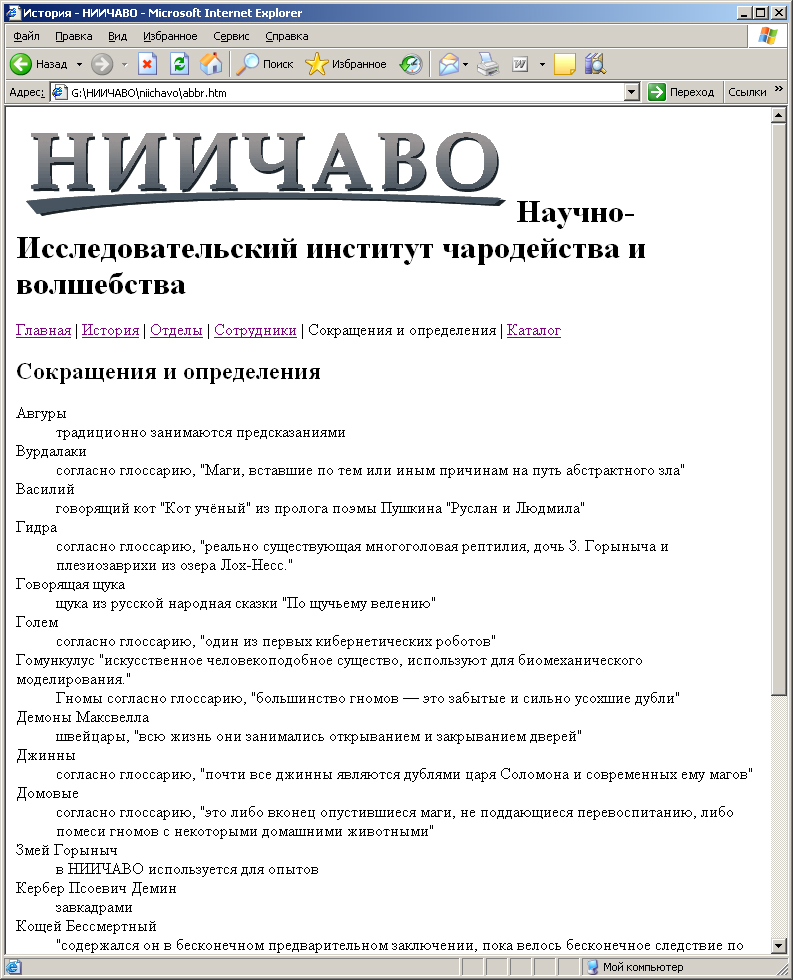 История - НИИЧАВО - Microsoft Internet Explorer
Файл Правка Вид Избранное Сервис Справка
Назад Поиск Избранное
Адрес: G:\НИИЧАВО\niichavo\abbr.htm Переход Ссылки »
НИИЧАВО Научно-
Исследовательский институт чародейства и
волшебства
Главная | История | Отделы | Сотрудники | Сокращения и определения | Каталог
Сокращения и определения
Авгуры
традиционно занимаются предсказаниями
Вурдалаки
согласно глоссарию, "Маги, вставшие по тем или иным причинам на путь абстрактного зла"
Василий
говорящий кот "Кот учёный" из пролога поэмы Пушкина "Руслан и Людмила"
Гидра
согласно глоссарию, "реально существующая многоголовая рептилия, дочь З. Горыныча и
плезиозаврихи из озера Лох-Несс."
Говорящая щука
щука из русской народная сказки "По щучьему велению"
Голем
согласно глоссарию, "один из первых кибернетических роботов"
Гомункулус "искусственное человекоподобное существо, используют для биомеханического
моделирования."
Гномы согласно глоссарию, "большинство гномов — это забытые и сильно усохшие дубли"
Демоны Максвелла
швейцары, "всю жизнь они занимались открыванием и закрыванием дверей"
Джинны
согласно глоссарию, "почти все джинны являются дублями царя Соломона и современных ему магов"
Домовые
согласно глоссарию, "это либо вконец опустившиеся маги, не поддающиеся перевоспитанию, либо
помеси гномов с некоторыми домашними животными"
Змей Горыныч
в НИИЧАВО используется для опытов
Кербер Псоевич Демин
завкадрами
Кощей Бессмертный
"содержался он в бесконечном предварительном заключении, пока велось бесконечное следствие по
Мой компьютер